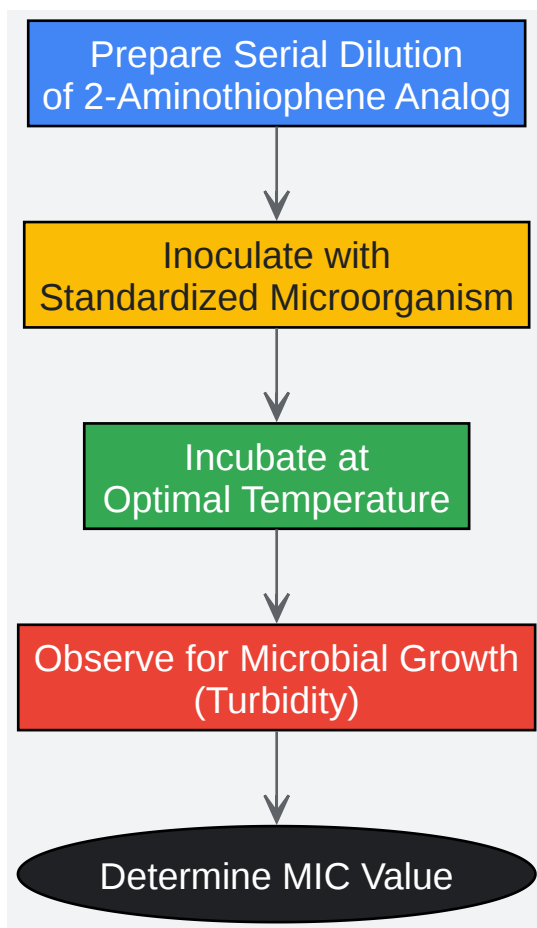 Prepare Serial Dilution
of 2-Aminothiophene Analog
Inoculate with
Standardized Microorganism
Incubate at
Optimal Temperature
Observe for Microbial Growth
(Turbidity)
Determine MIC Value